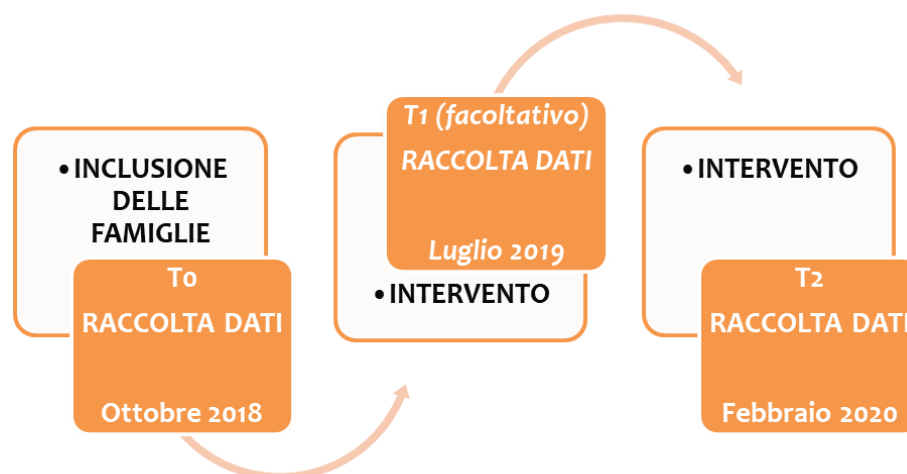 •INCLUSIONE
DELLE
FAMIGLIE
T0
RACCOLTA DATI
Ottobre 2018
T1 (facoltativo)
RACCOLTA DATI
Luglio 2019
•INTERVENTO
•INTERVENTO
T2
RACCOLTA DATI
Febbraio 2020